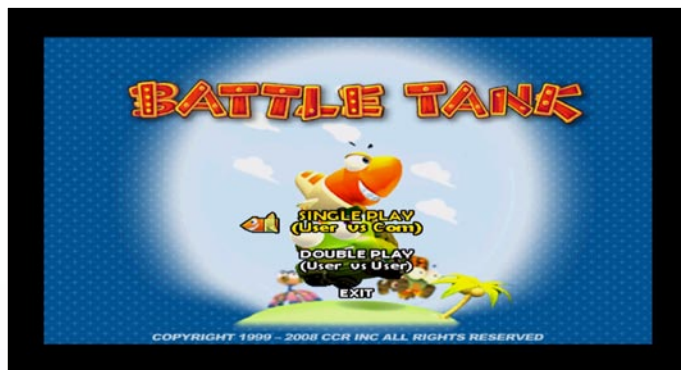 BATTLE TANK
SINGLE PLAY
(User vs Com)
DOUBLE PLAY
(User vs User)
EXIT
COPYRIGHT 1999 – 2008 CCR INC ALL RIGHTS RESERVED